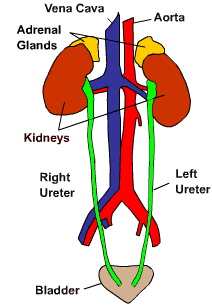 Vena Cava
Aorta
Adrenal
Glands
Kidneys
Right
Ureter
Left
Ureter
Bladder